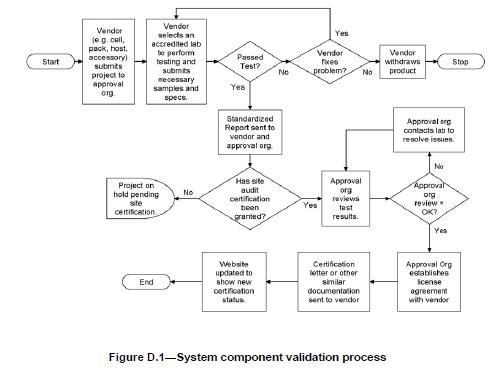 Start
Vendor
(e.g. cell,
pack, host,
accessory)
submits
project to
approval
org.
Vendor
selects an
accredited lab
to perform
testing and
submits
necessary
samples and
specs.
Passed
Test?
No
Yes
Vendor
fixes
problem?
Yes
No
Vendor
withdraws
product
Stop
Standardized
Report sent to
vendor and
approval org.
Has site
audit
certification
been
granted?
No
Project on
hold pending
site
certification.
Yes
Approval
org
reviews
test
results.
Approval org
contacts lab to
resolve issues.
No
Approval
org
review =
OK?
Yes
Approval Org
establishes
license
agreement
with vendor
Certification
letter or other
similar
documentation
sent to vendor
Website
updated to
show new
certification
status.
End
Figure D.1—System component validation process